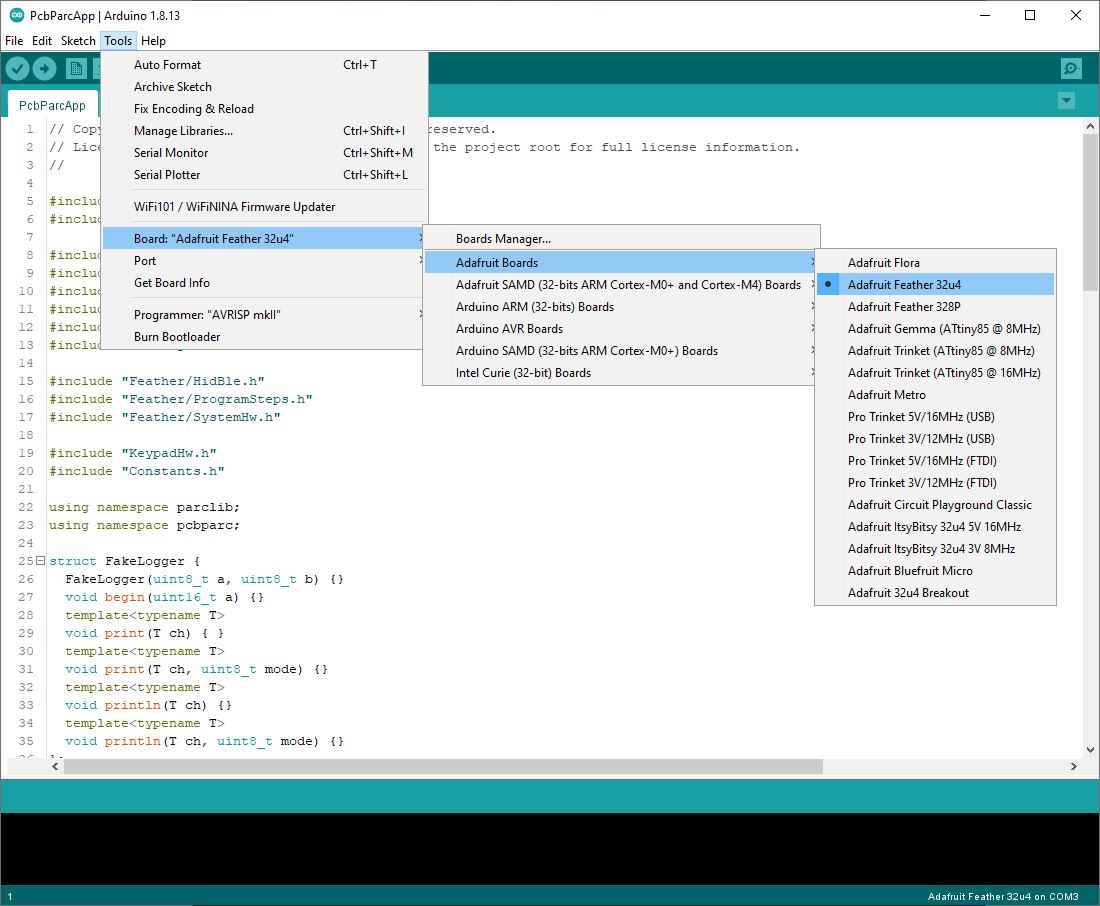 PcbParcApp | Arduino 1.8.13
File Edit Sketch Tools Help
PcbParcApp
Auto Format Ctrl+T
Archive Sketch
Fix Encoding & Reload
Manage Libraries... Ctrl+Shift+I
Serial Monitor Ctrl+Shift+M
Serial Plotter Ctrl+Shift+L
WiFi101 / WiFiNINA Firmware Updater
Board: "Adafruit Feather 32u4"
Port
Get Board Info
Programmer: "AVRISP mkII"
Burn Bootloader
Boards Manager...
Adafruit Boards
Adafruit SAMD (32-bits ARM Cortex-M0+ and Cortex-M4) Boards
Arduino ARM (32-bits) Boards
Arduino AVR Boards
Arduino SAMD (32-bits ARM Cortex-M0+) Boards
Intel Curie (32-bit) Boards
Adafruit Flora
Adafruit Feather 32u4
Adafruit Feather 328P
Adafruit Gemma (ATtiny85 @ 8MHz)
Adafruit Trinket (ATtiny85 @ 8MHz)
Adafruit Trinket (ATtiny85 @ 16MHz)
Adafruit Metro
Pro Trinket 5V/16MHz (USB)
Pro Trinket 3V/12MHz (USB)
Pro Trinket 5V/16MHz (FTDI)
Pro Trinket 3V/12MHz (FTDI)
Adafruit Circuit Playground Classic
Adafruit ItsyBitsy 32u4 5V 16MHz
Adafruit ItsyBitsy 32u4 3V 8MHz
Adafruit Bluefruit Micro
Adafruit 32u4 Breakout
1 // Cop reserved.
2 // Lice the project root for full license information.
3 //
4
5 #inclu
6 #inclu
7
8 #inclu
9 #inclu
10 #inclu
11 #inclu
12 #inclu
13 #inclu
14
15 #include "Feather/HidBle.h"
16 #include "Feather/ProgramSteps.h"
17 #include "Feather/SystemHw.h"
18
19 #include "KeypadHw.h"
20 #include "Constants.h"
21
22 using namespace parclib;
23 using namespace pcbparc;
24
25 struct FakeLogger {
26 FakeLogger(uint8_t a, uint8_t b) {}
27 void begin(uint16_t a) {}
28 template<typename T>
29 void print(T ch) { }
30 template<typename T>
31 void print(T ch, uint8_t mode) {}
32 template<typename T>
33 void println(T ch) {}
34 template<typename T>
35 void println(T ch, uint8_t mode) {}
1
Adafruit Feather 32u4 on COM3